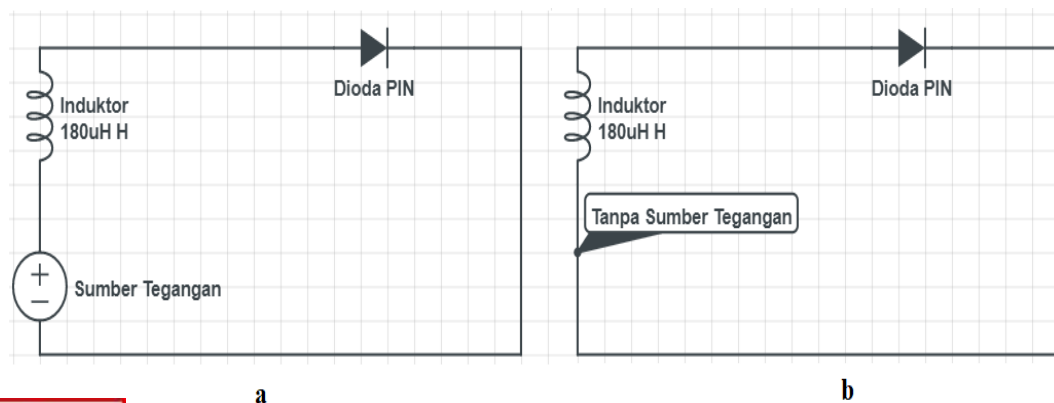 Dioda PIN
Induktor
180uH H
+
−
Sumber Tegangan
a
Dioda PIN
Induktor
180uH H
Tanpa Sumber Tegangan
b